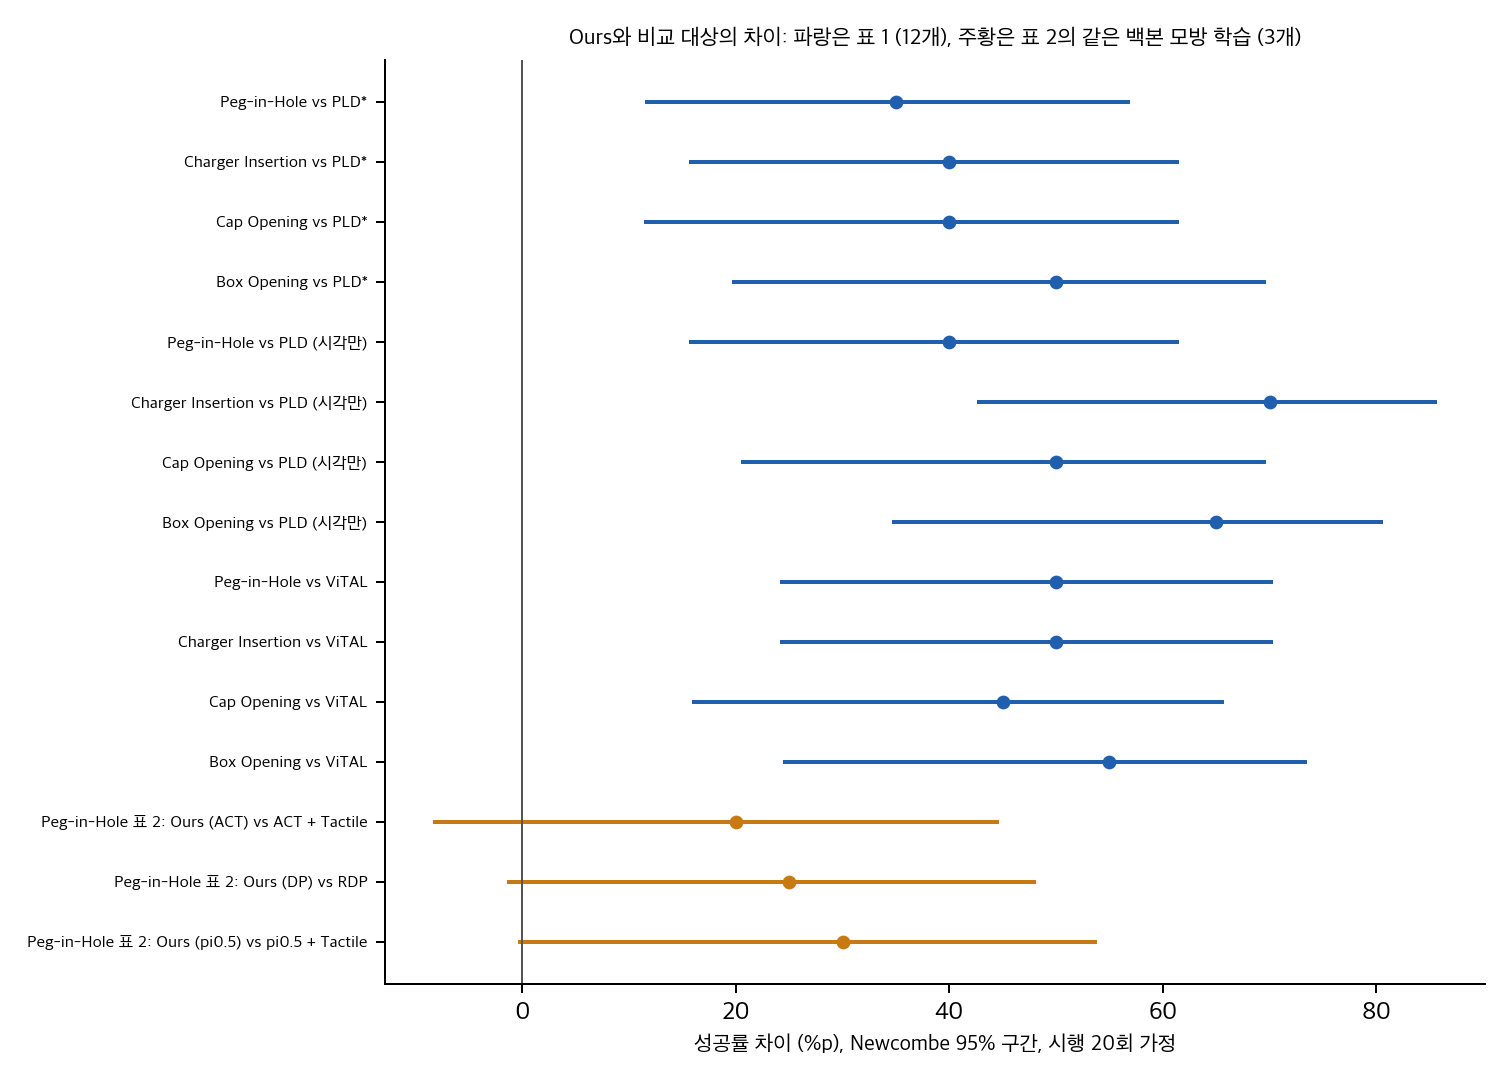 Ours와 비교 대상의 차이: 파랑은 표 1 (12개), 주황은 표 2의 같은 백본 모방 학습 (3개)
Peg-in-Hole vs PLD*
Charger Insertion vs PLD*
Cap Opening vs PLD*
Box Opening vs PLD*
Peg-in-Hole vs PLD (시각만)
Charger Insertion vs PLD (시각만)
Cap Opening vs PLD (시각만)
Box Opening vs PLD (시각만)
Peg-in-Hole vs ViTAL
Charger Insertion vs ViTAL
Cap Opening vs ViTAL
Box Opening vs ViTAL
Peg-in-Hole 표 2: Ours (ACT) vs ACT + Tactile
Peg-in-Hole 표 2: Ours (DP) vs RDP
Peg-in-Hole 표 2: Ours (pi0.5) vs pi0.5 + Tactile
0 20 40 60 80
성공률 차이 (%p), Newcombe 95% 구간, 시행 20회 가정